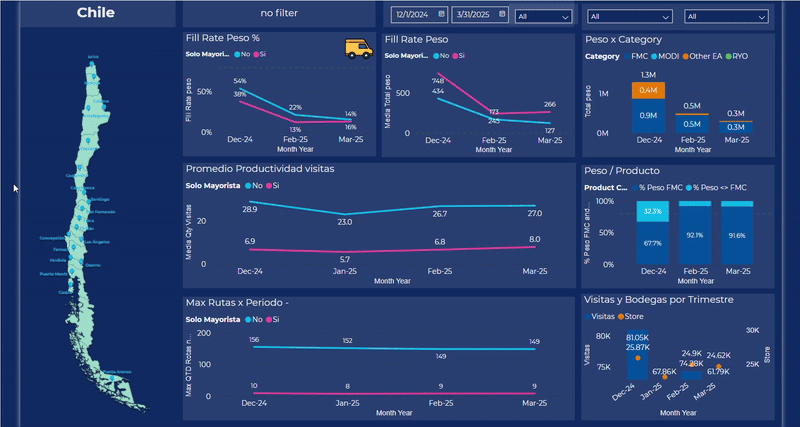 Chile
no filter
12/1/2024
3/31/2025
All
All
All
Fill Rate Peso %
Solo Mayori... No Si
Fill Rate peso
50%
0%
54%
38%
22%
13%
14%
16%
Dec-24 Feb-25 Mar-25
Month Year
Fill Rate Peso
Solo Mayori... No Si
Media Total peso
500
0
748
434
173
245
266
127
Dec-24 Feb-25 Mar-25
Month Year
Peso x Category
Category FMC MODI Other EA RYO
Total peso
1M
0M
1.3M
0.4M
0.9M
0.5M
0.5M
0.3M
0.3M
Dec-24 Feb-25 Mar-25
Month Year
Promedio Productividad visitas
Solo Mayorista No Si
Media Qty Visitas
20
0
28.9 23.0 26.7 27.0
6.9 5.7 6.8 8.0
Dec-24 Jan-25 Feb-25 Mar-25
Month Year
Peso / Producto
Product C... % Peso FMC % Peso <> FMC
% Peso FMC and ...
100%
50%
0%
32.3%
67.7%
92.1%
91.6%
Dec-24 Feb-25 Mar-25
Month Year
Max Rutas x Periodo -
Solo Mayorista No Si
Max QTD Rotas n...
200
100
0
156 152 149 149
10 8 9 9
Dec-24 Jan-25 Feb-25 Mar-25
Month Year
Visitas y Bodegas por Trimestre
Visitas Store
Visitas
80K
75K
30K
25K
Store
81.05K
25.87K
67.86K
24.9K
74.28K
24.62K
61.79K
Dec-24 Jan-25 Feb-25 Mar-25
Month Year
Santiago
Los Angeles
Osorno
Puerto Montt
Punta Arenas